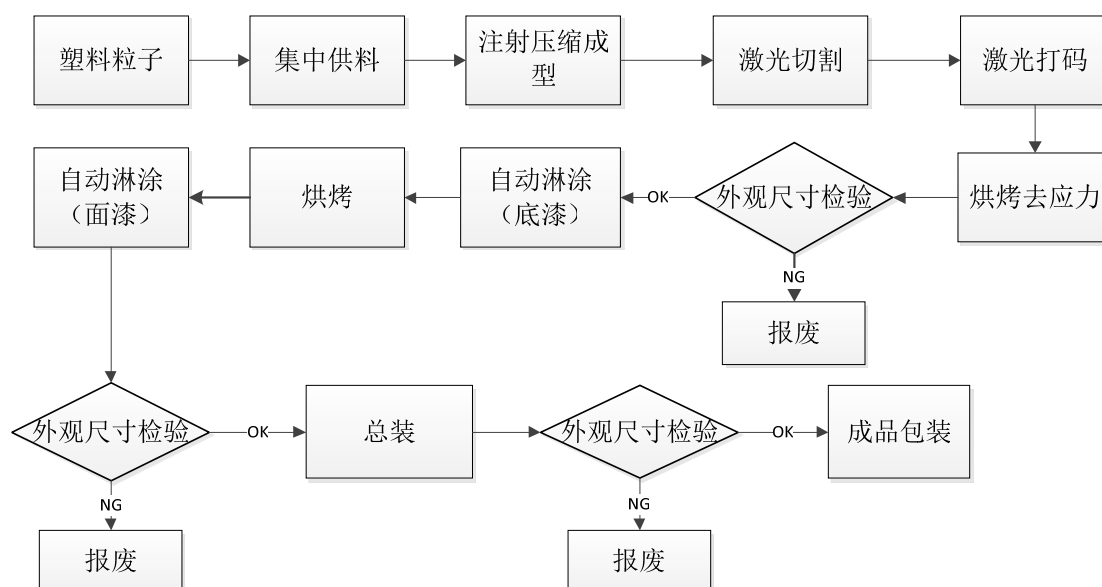 塑料粒子
集中供料
注射压缩成
型
激光切割
激光打码
自动淋涂
（面漆）
烘烤
自动淋涂
（底漆）
OK
外观尺寸检验
烘烤去应力
NG
报废
外观尺寸检验
OK
总装
外观尺寸检验
OK
成品包装
NG
报废
NG
报废